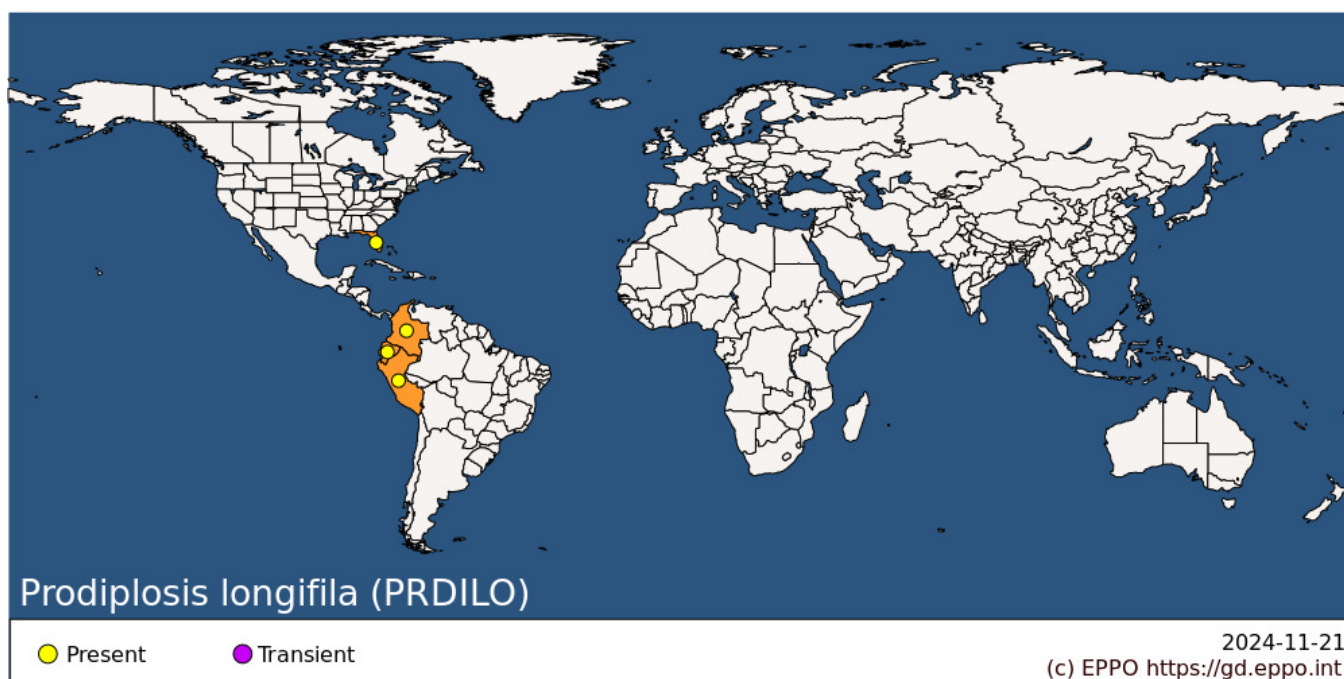 Prodiplosis longifila (PRDILO)
Present
Transient
2024-11-21
(c) EPPO https://gd.eppo.int